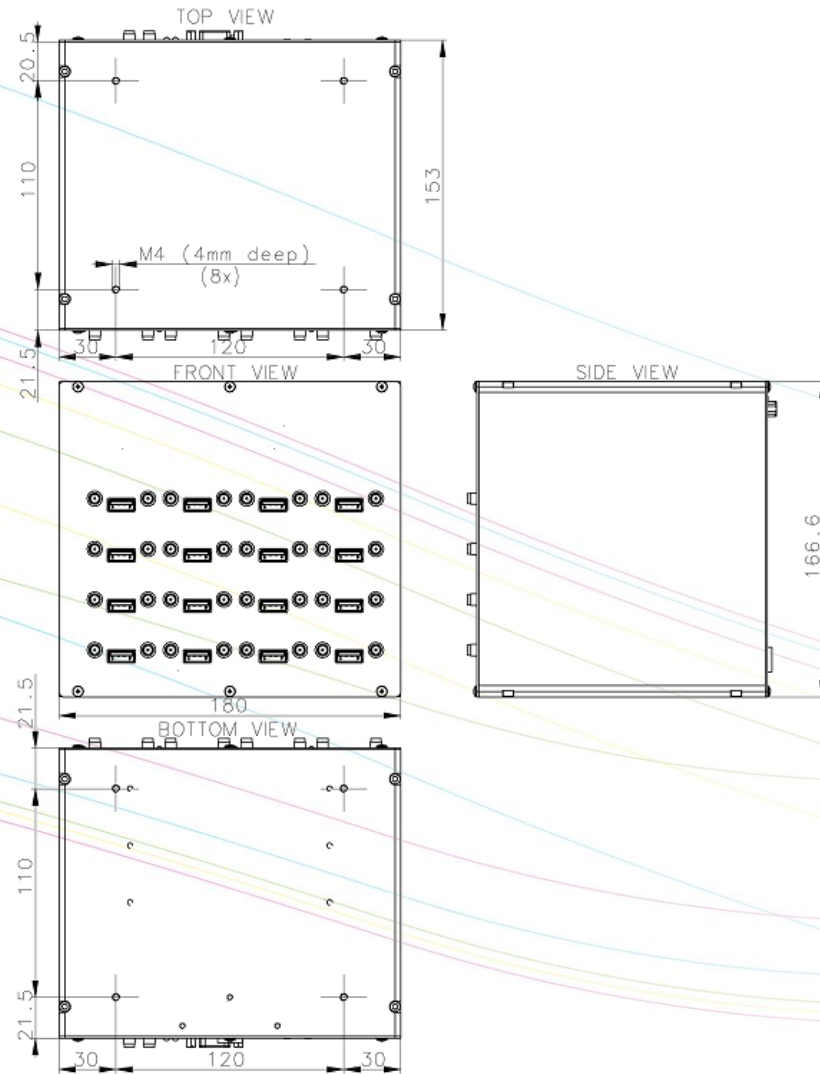 TOP VIEW
20.5
110
153
M4 (4mm deep)
(8x)
21.5
30
120
30
FRONT VIEW
SIDE VIEW
166.6
180
21.5
BOTTOM VIEW
110
21.5
30
120
30